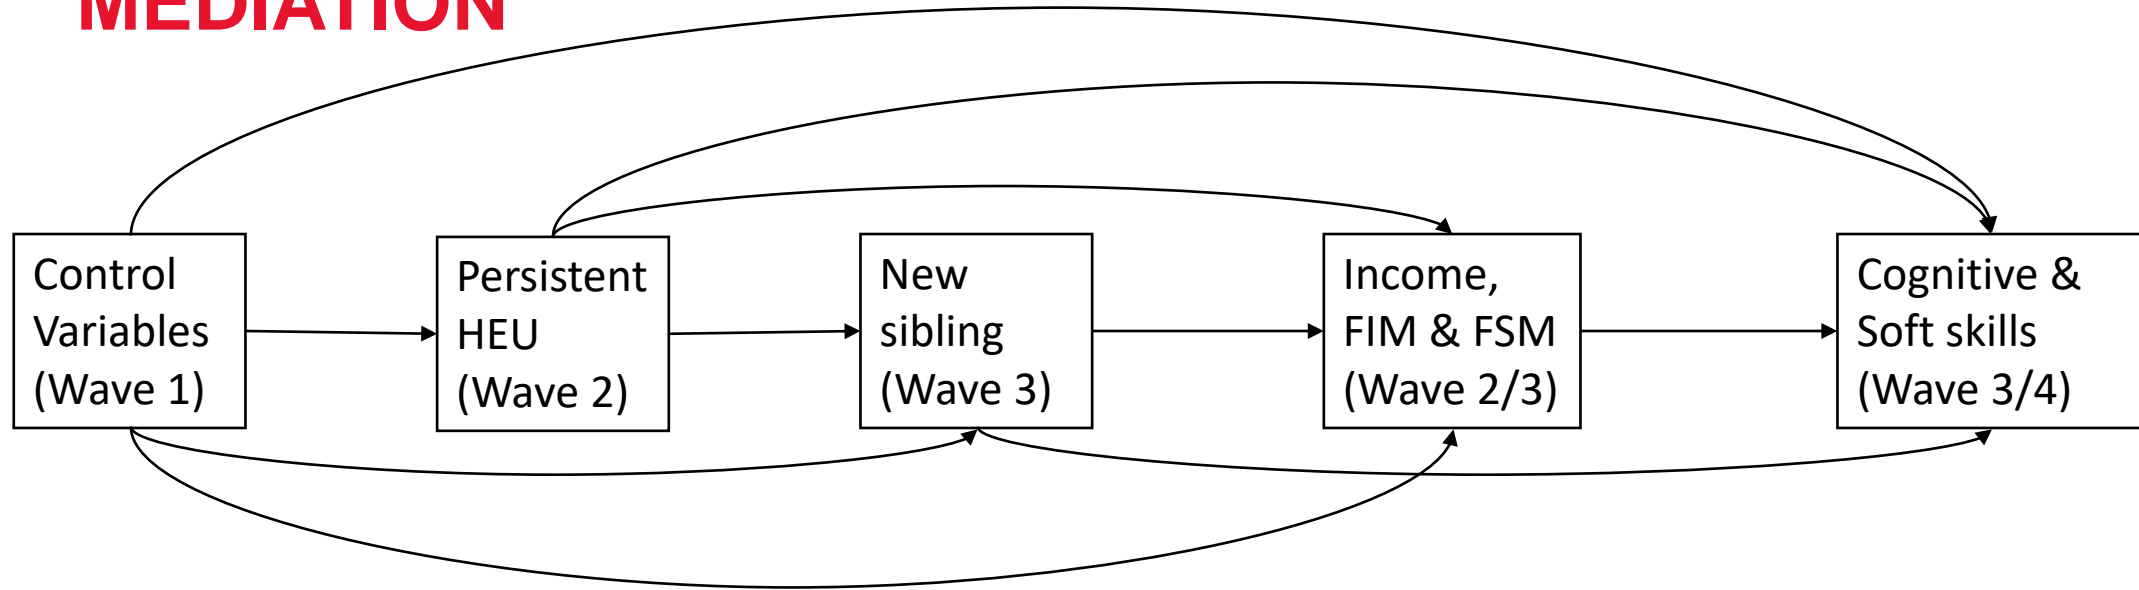 MEDIATION
Control
Variables
(Wave 1)
Persistent
HEU
(Wave 2)
New
sibling
(Wave 3)
Income,
FIM & FSM
(Wave 2/3)
Cognitive &
Soft skills
(Wave 3/4)